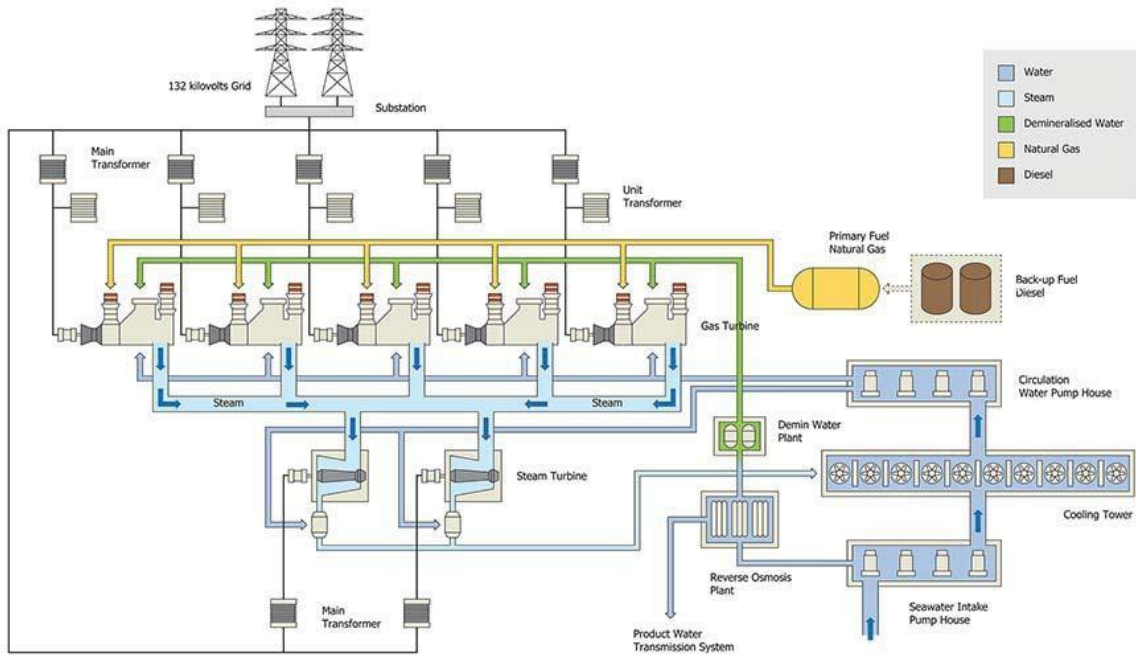 132 kilovolts Grid
Substation
Water
Steam
Demineralised Water
Natural Gas
Diesel
Main
Transformer
Unit
Transformer
Primary Fuel
Natural Gas
Back-up Fuel
Diesel
Gas Turbine
Circulation
Water Pump House
Steam
Steam
Demin Water
Plant
Steam Turbine
Cooling Tower
Reverse Osmosis
Plant
Seawater Intake
Pump House
Main
Transformer
Product Water
Transmission System